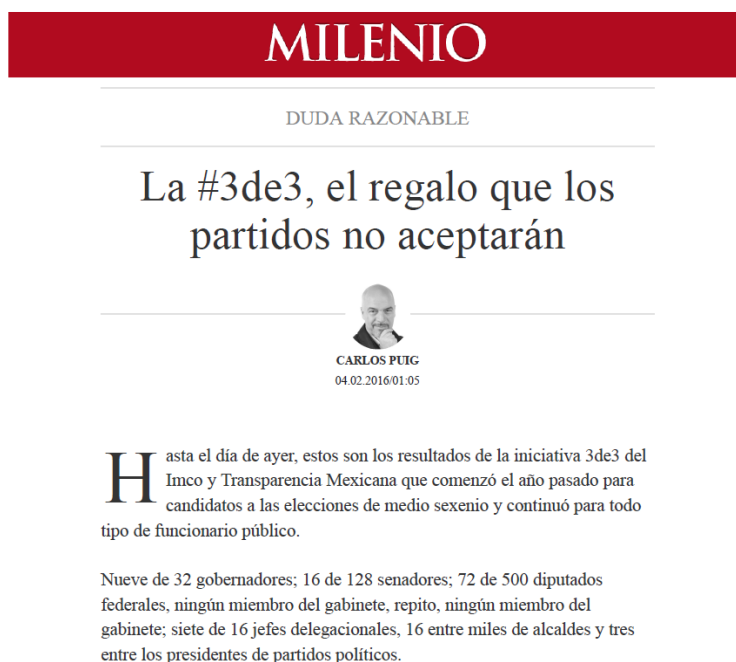 MILENIO
DUDA RAZONABLE
La #3de3, el regalo que los
partidos no aceptarán
CARLOS PUIG
04.02.2016/01:05
Hasta el día de ayer, estos son los resultados de la iniciativa 3de3 del
Imco y Transparencia Mexicana que comenzó el año pasado para
candidatos a las elecciones de medio sexenio y continuó para todo
tipo de funcionario público.
Nueve de 32 gobernadores; 16 de 128 senadores; 72 de 500 diputados
federales, ningún miembro del gabinete, repito, ningún miembro del
gabinete; siete de 16 jefes delegacionales, 16 entre miles de alcaldes y tres
entre los presidentes de partidos políticos.